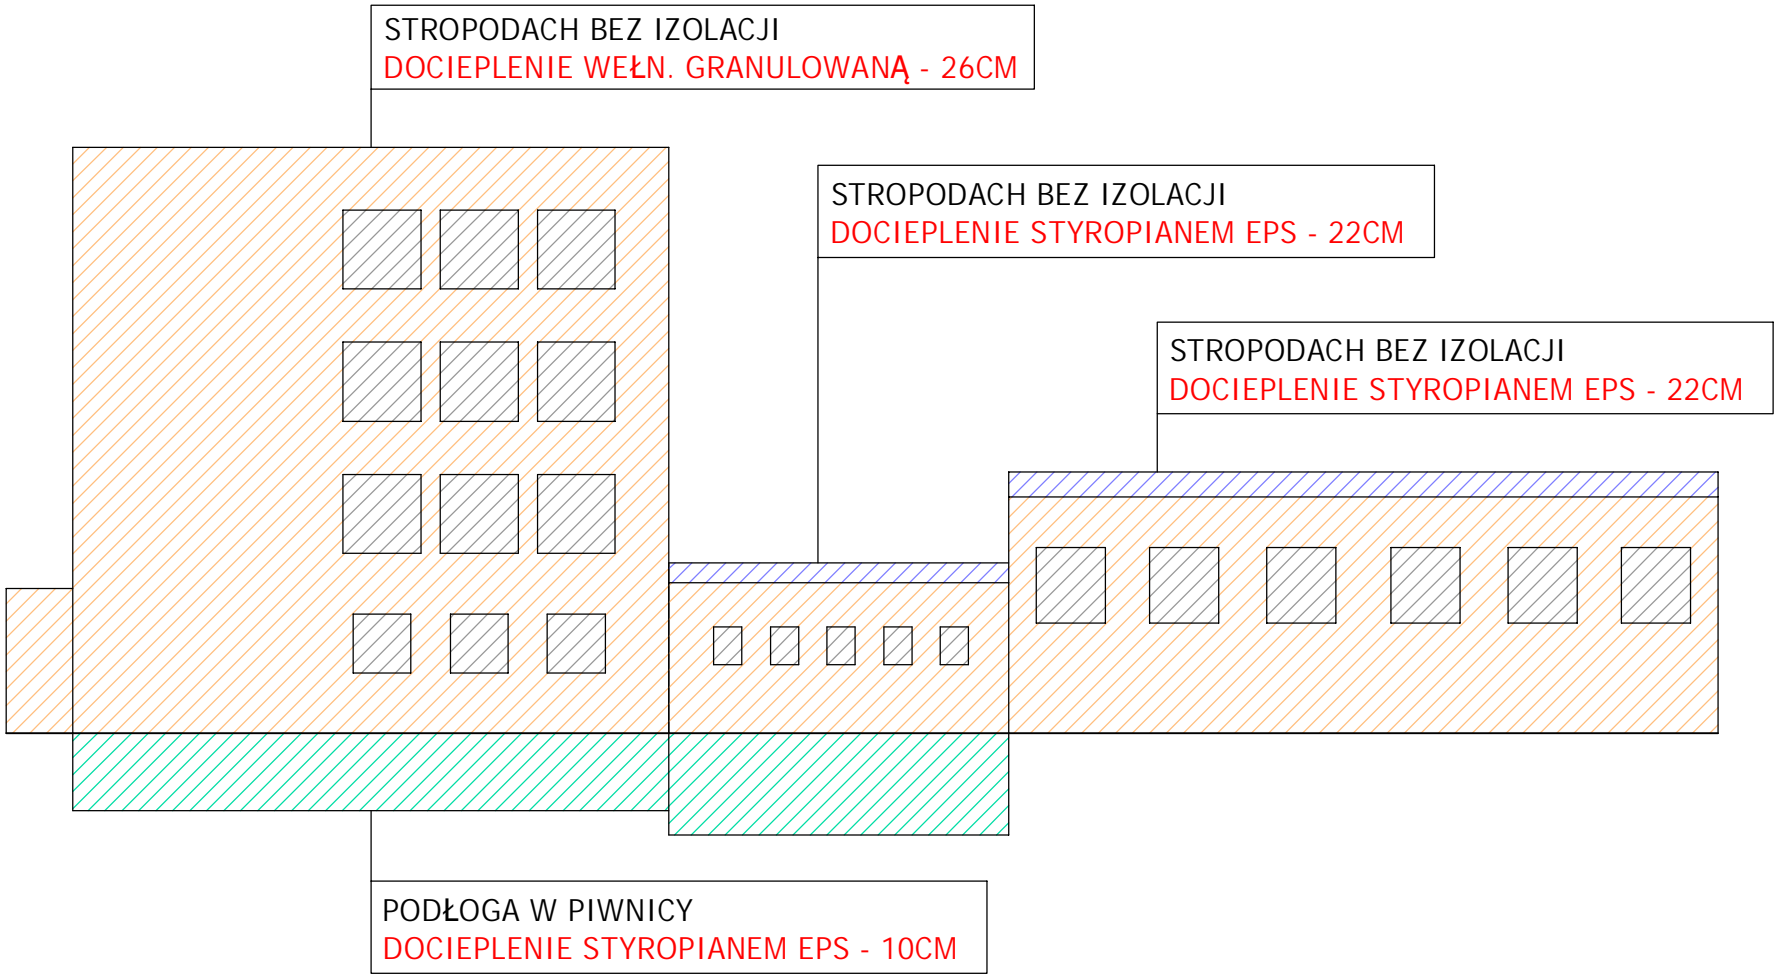 STROPODACH BEZ IZOLACJI
DOCIEPLENIE WEŁN. GRANULOWANĄ - 26CM
STROPODACH BEZ IZOLACJI
DOCIEPLENIE STYROPIANEM EPS - 22CM
STROPODACH BEZ IZOLACJI
DOCIEPLENIE STYROPIANEM EPS - 22CM
PODŁOGA W PIWNICY
DOCIEPLENIE STYROPIANEM EPS - 10CM